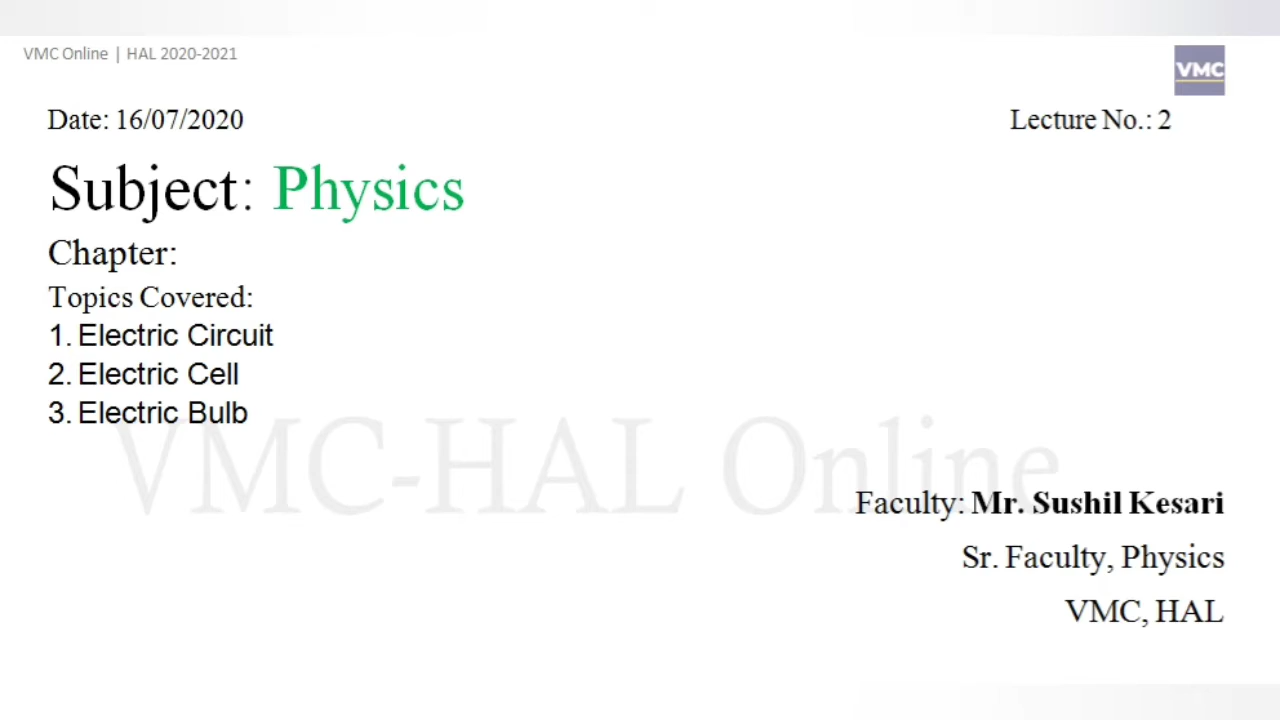 VMC Online | HAL 2020-2021
VMC
Date: 16/07/2020
Lecture No.: 2
Subject: Physics
Chapter:
Topics Covered:
1. Electric Circuit
2. Electric Cell
3. Electric Bulb
VMC-HAL Online
Faculty: Mr. Sushil Kesari
Sr. Faculty, Physics
VMC, HAL